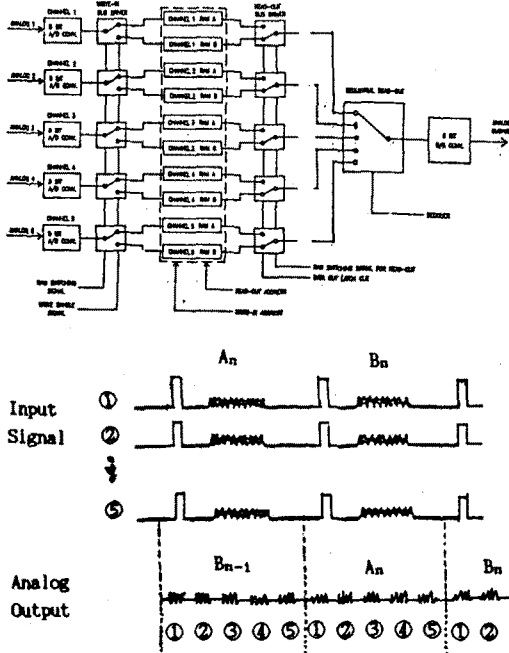 CHANNEL 1
ANALOG 1
8 BIT
A/D CONV.
CHANNEL 2
ANALOG 2
8 BIT
A/D CONV.
CHANNEL 3
ANALOG 3
8 BIT
A/D CONV.
CHANNEL 4
ANALOG 4
8 BIT
A/D CONV.
CHANNEL 5
ANALOG 5
8 BIT
A/D CONV.
WRITE-IN
BUS DRIVER
READ-OUT
BUS DRIVER
CHANNEL 1 RAM A
CHANNEL 1 RAM B
CHANNEL 2 RAM A
CHANNEL 2 RAM B
CHANNEL 3 RAM A
CHANNEL 3 RAM B
CHANNEL 4 RAM A
CHANNEL 4 RAM B
CHANNEL 5 RAM A
CHANNEL 5 RAM B
SEQUENTIAL READ-OUT
8 BIT
D/A CONV.
ANALOG
OUTPUT
DECODER
RAM SWITCHING
SIGNAL
WRITE ENABLE
SIGNAL
READ-OUT ADDRESS
WRITE-IN ADDRESS
RAM SWITCHING SIGNAL FOR READ-OUT
DATA OUT LATCH CLK
An Bn
Input
Signal
①
②
⑤
Bn-1 An Bn
Analog
Output
① ② ③ ④ ⑤ ① ② ③ ④ ⑤ ① ②